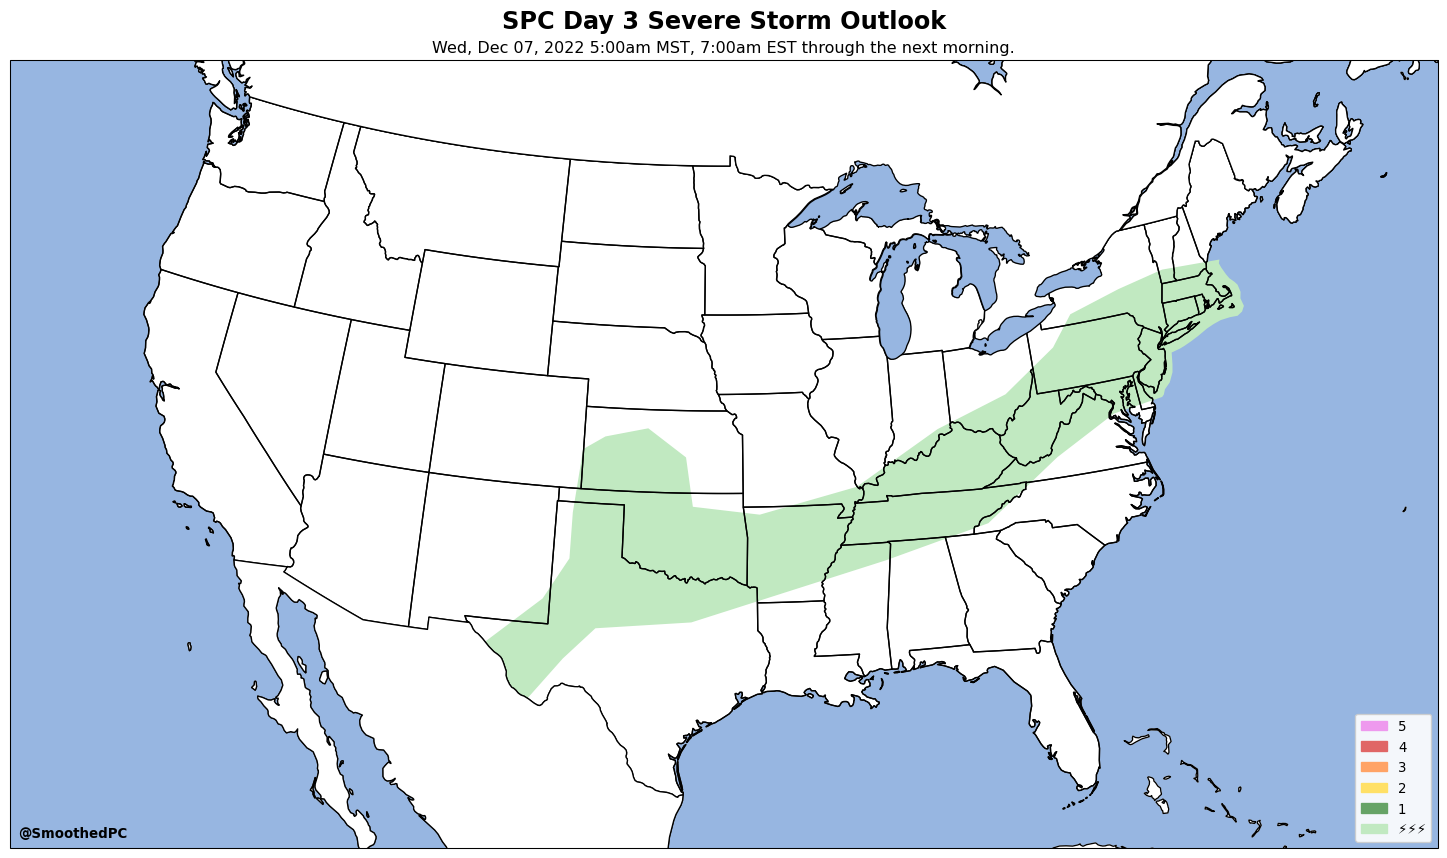 SPC Day 3 Severe Storm Outlook
Wed, Dec 07, 2022 5:00am MST, 7:00am EST through the next morning.
5
4
3
2
1
⚡⚡⚡
@SmoothedPC